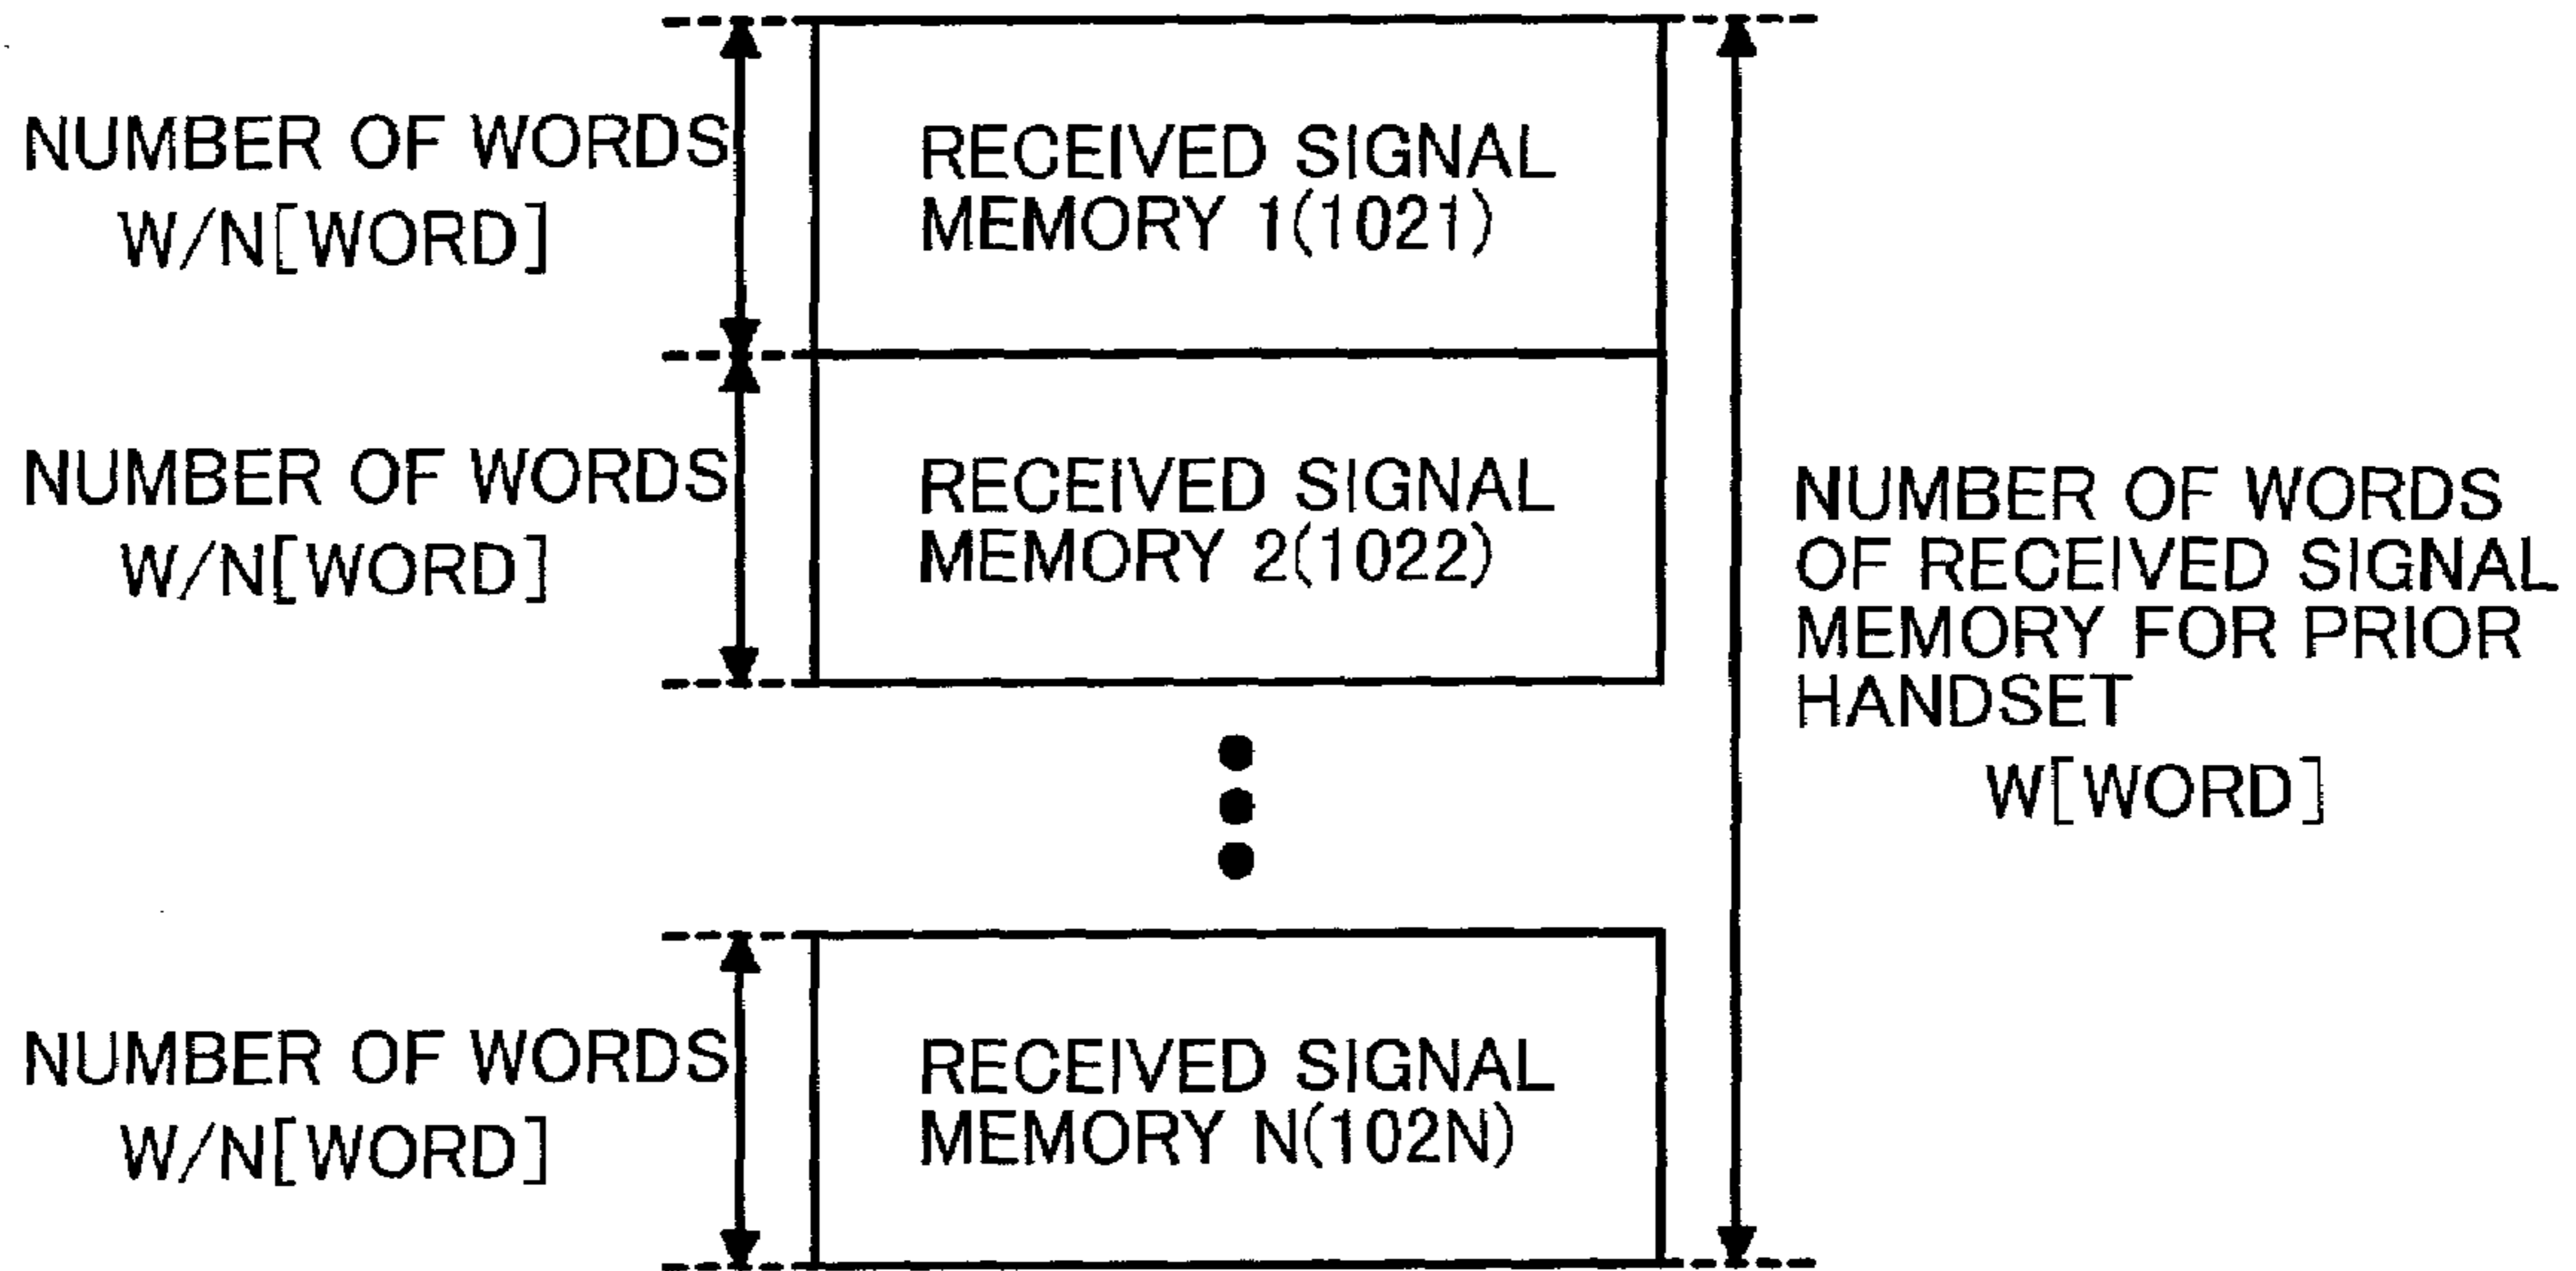 NUMBER OF WORDS
W/N[WORD]
RECEIVED SIGNAL
MEMORY 1(1021)
NUMBER OF WORDS
W/N[WORD]
RECEIVED SIGNAL
MEMORY 2(1022)
NUMBER OF WORDS
OF RECEIVED SIGNAL
MEMORY FOR PRIOR
HANDSET
W[WORD]
NUMBER OF WORDS
W/N[WORD]
RECEIVED SIGNAL
MEMORY N(102N)